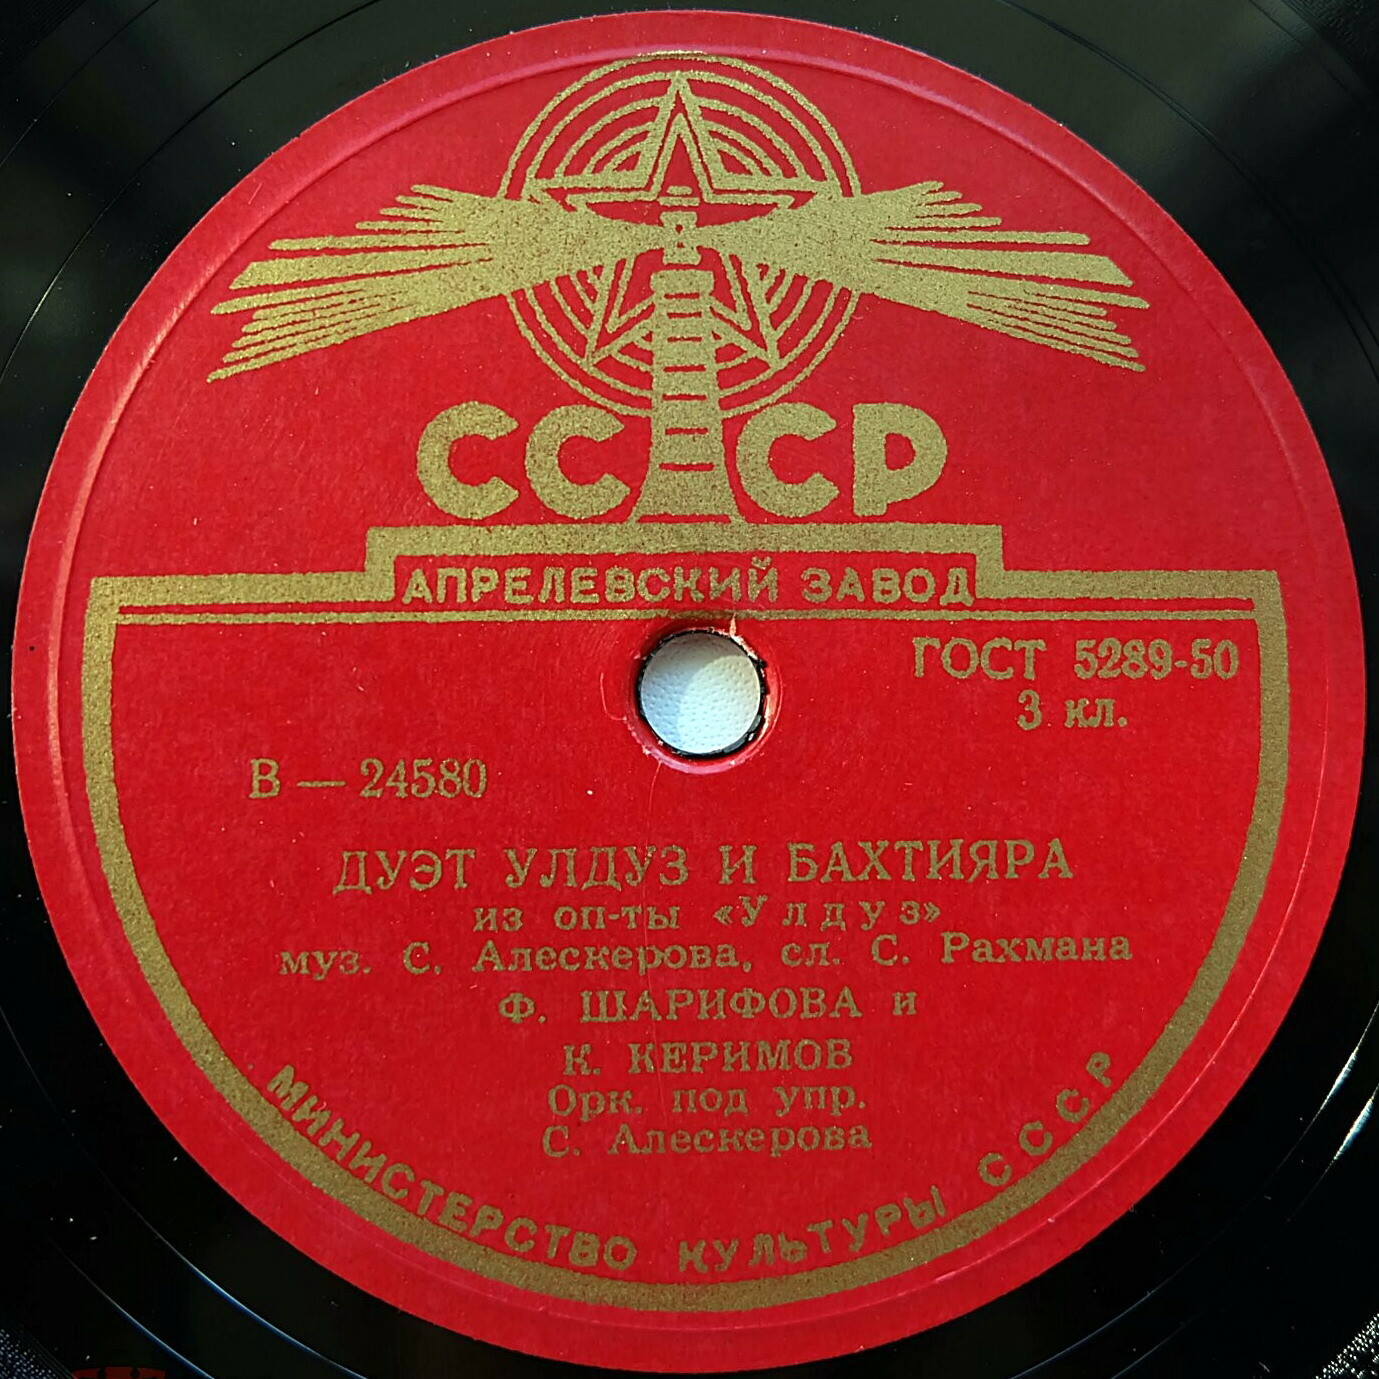 СССР
АПРЕЛЕВСКИЙ ЗАВОД
ГОСТ 5289-50
3 кл.
В — 24580
ДУЭТ УЛДУЗ И БАХТИЯРА
из оп-ты «Улдуз»
муз. С. Алескерова, сл. С. Рахмана
Ф. ШАРИФОВА и
К. КЕРИМОВ
Орк. под упр.
С. Алескерова
МИНИСТЕРСТВО КУЛЬТУРЫ СССР